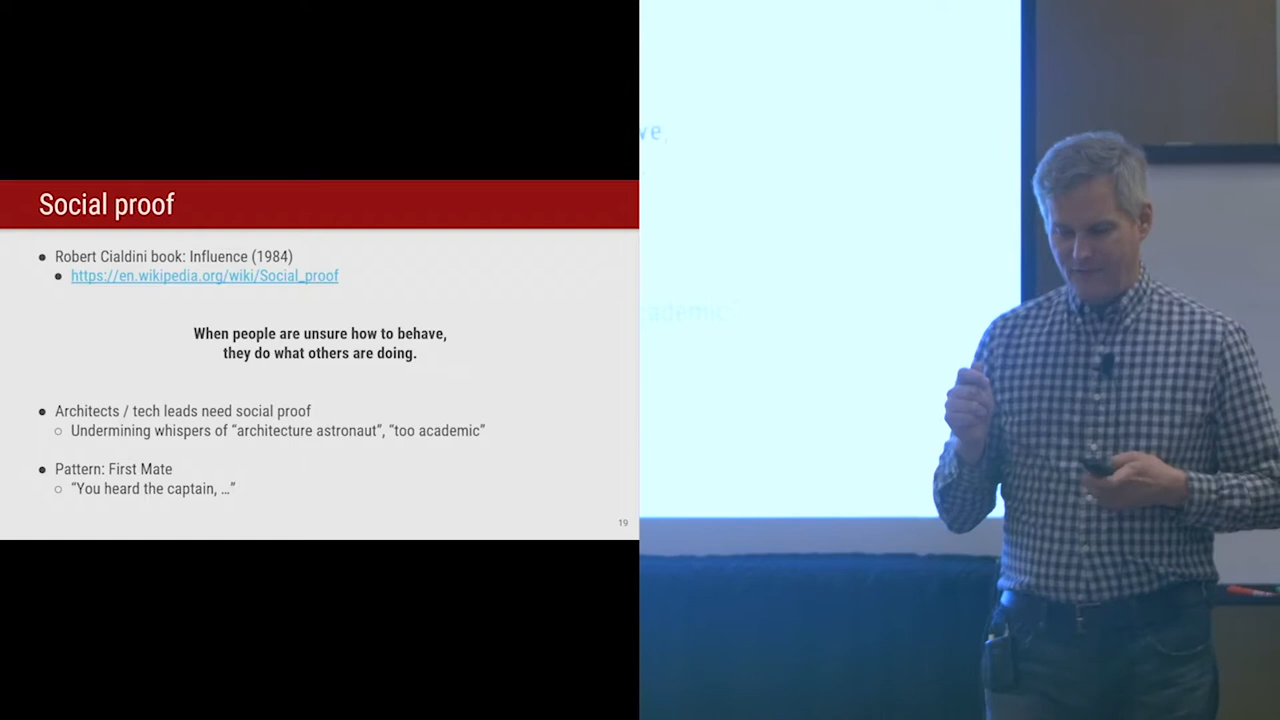 Social proof
● Robert Cialdini book: Influence (1984)
● https://en.wikipedia.org/wiki/Social_proof
When people are unsure how to behave,
they do what others are doing.
● Architects / tech leads need social proof
○ Undermining whispers of “architecture astronaut”, “too academic”
● Pattern: First Mate
○ “You heard the captain, …”
19
ve,
cademic”